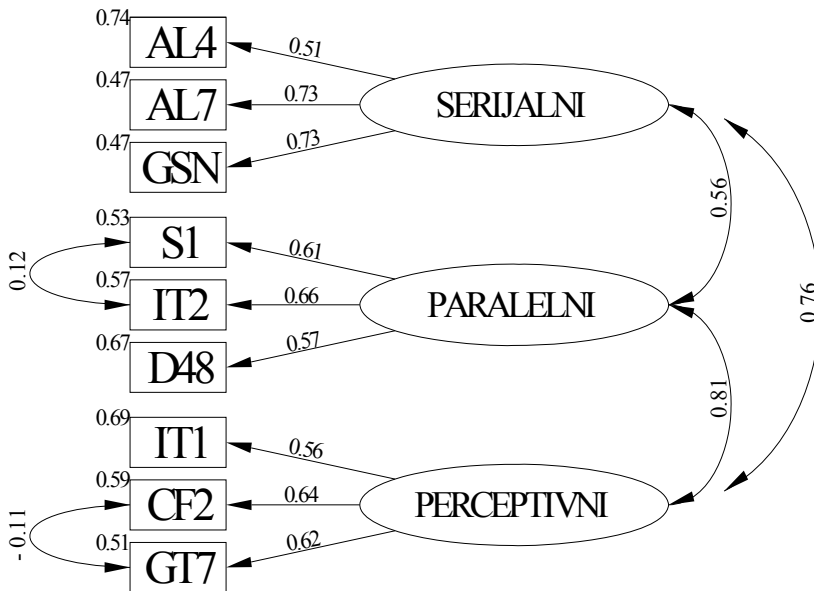 0.74
AL4
0.51
0.47
AL7
0.73
SERIJALNI
0.47
GSN
0.73
0.56
0.76
0.53
S1
0.61
0.12
0.57
IT2
0.66
PARALELNI
0.67
D48
0.57
0.81
0.69
IT1
0.56
0.59
CF2
0.64
PERCEPTIVNI
- 0.11
0.51
GT7
0.62